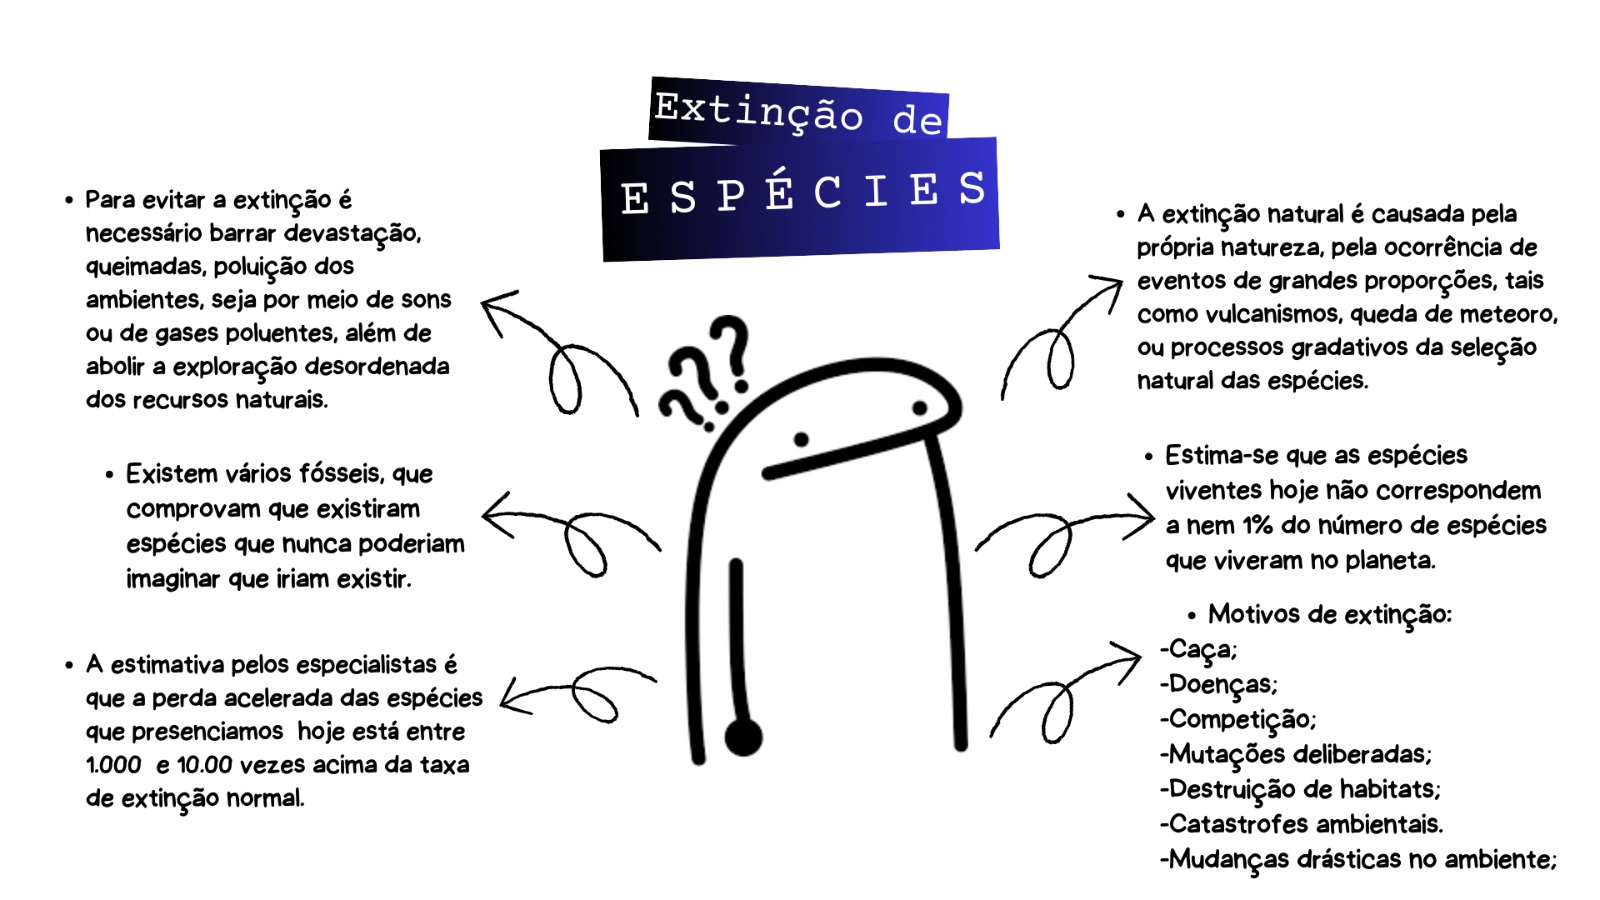 Extinção de
ESPÉCIES
• Para evitar a extinção é
necessário barrar devastação,
queimadas, poluição dos
ambientes, seja por meio de sons
ou de gases poluentes, além de
abolir a exploração desordenada
dos recursos naturais.
• Existem vários fósseis, que
comprovam que existiram
espécies que nunca poderiam
imaginar que iriam existir.
• A estimativa pelos especialistas é
que a perda acelerada das espécies
que presenciamos hoje está entre
1.000 e 10.00 vezes acima da taxa
de extinção normal.
???
• A extinção natural é causada pela
própria natureza, pela ocorrência de
eventos de grandes proporções, tais
como vulcanismos, queda de meteoro,
ou processos gradativos da seleção
natural das espécies.
• Estima-se que as espécies
viventes hoje não correspondem
a nem 1% do número de espécies
que viveram no planeta.
• Motivos de extinção:
-Caça;
-Doenças;
-Competição;
-Mutações deliberadas;
-Destruição de habitats;
-Catastrofes ambientais.
-Mudanças drásticas no ambiente;